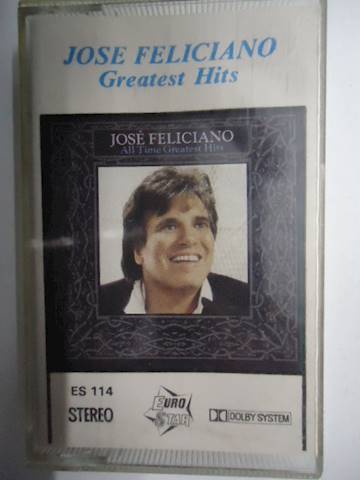 JOSE FELICIANO
Greatest Hits
JOSÉ FELICIANO
All Time Greatest Hits
ES 114
STEREO
EURO
STAR
DOLBY SYSTEM